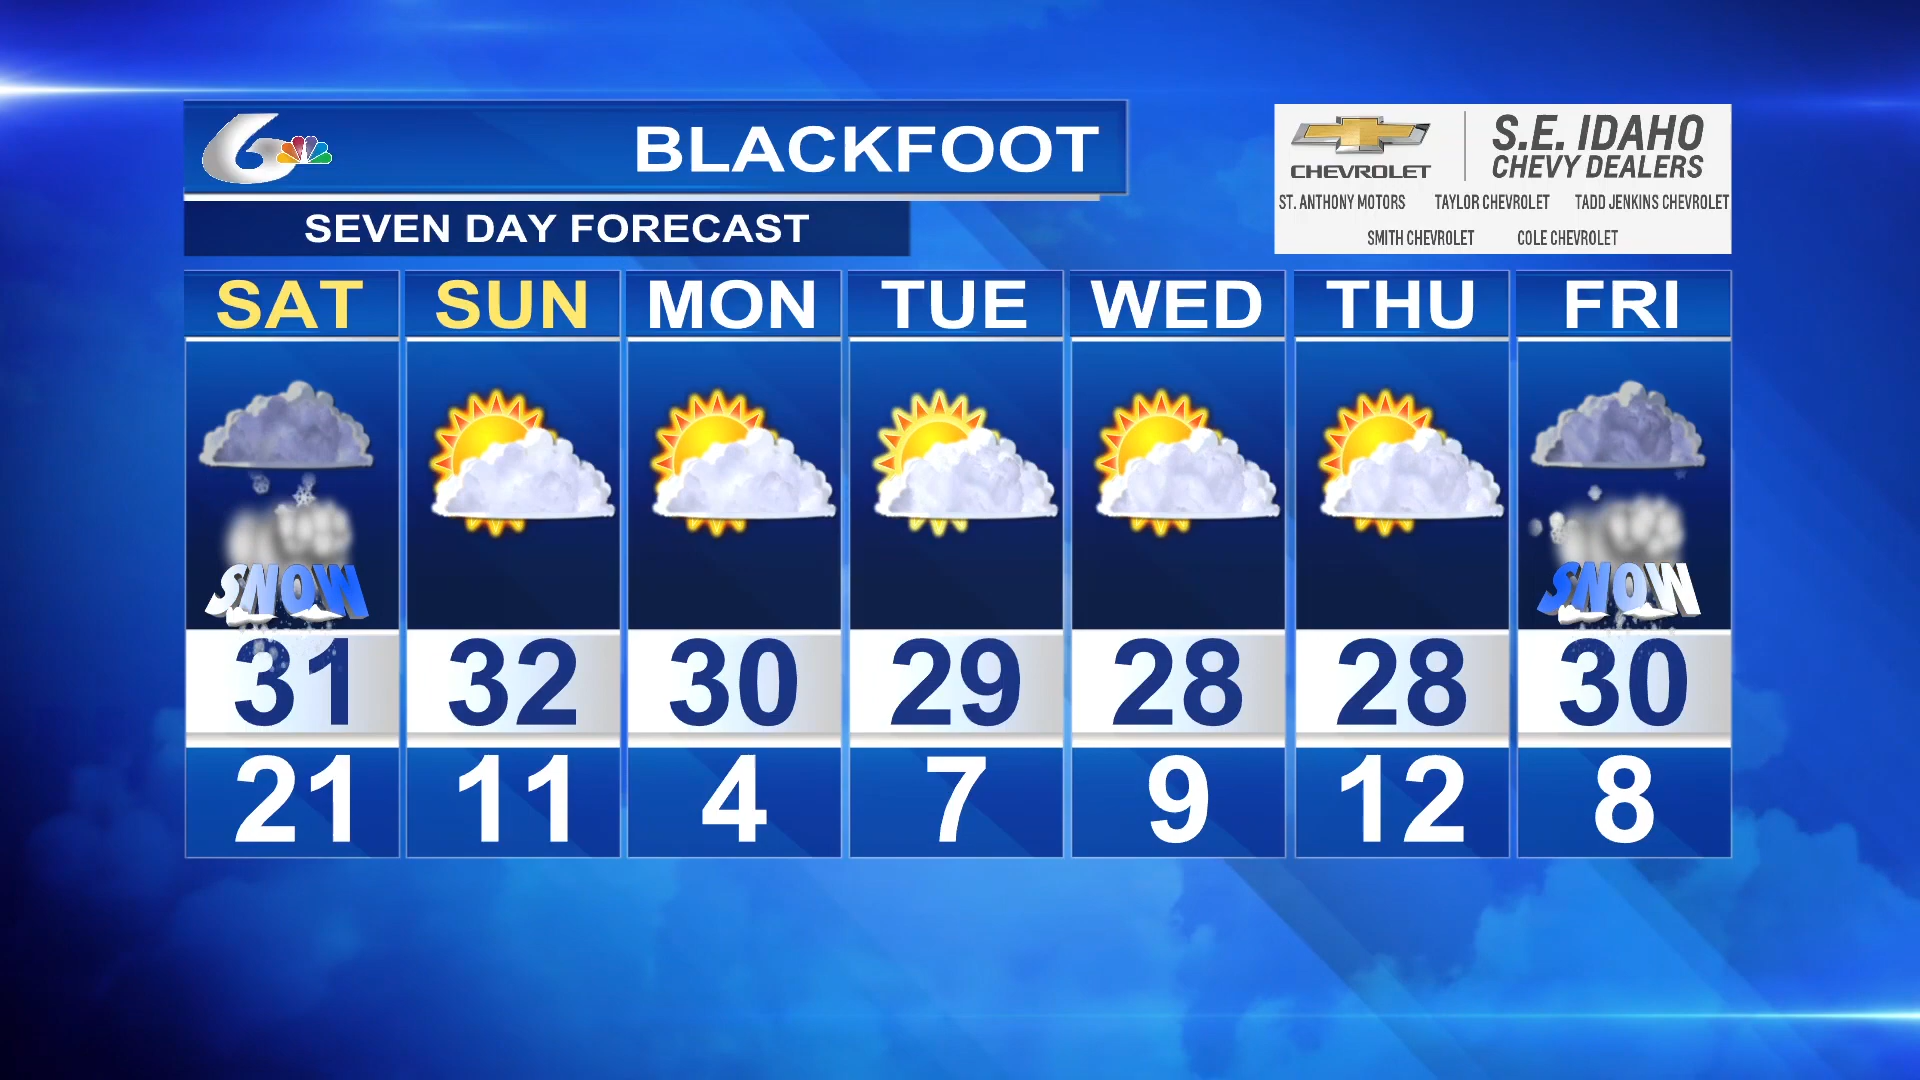 6
BLACKFOOT
SEVEN DAY FORECAST
CHEVROLET
S.E. IDAHO
CHEVY DEALERS
ST. ANTHONY MOTORS TAYLOR CHEVROLET TADD JENKINS CHEVROLET
SMITH CHEVROLET COLE CHEVROLET
SAT SUN MON TUE WED THU FRI
SNOW SNOW
31 32 30 29 28 28 30
21 11 4 7 9 12 8